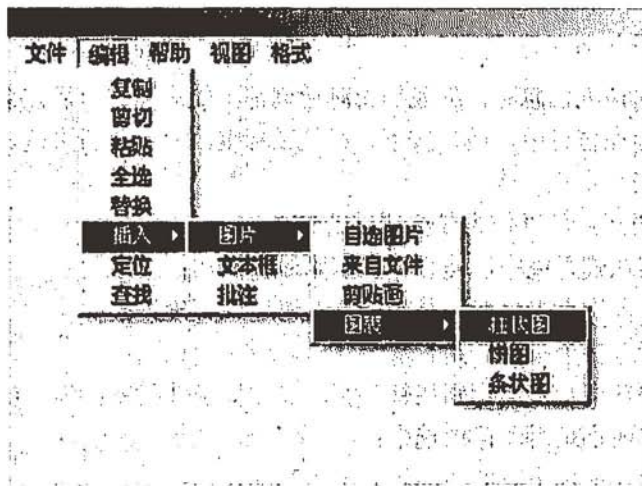 文件 编辑 帮助 视图 格式
复制
剪切
粘贴
全选
替换
插入 图片 自选图片
定位 文本框 来自文件
查找 批注 剪贴画
图表 柱状图
饼图
条状图